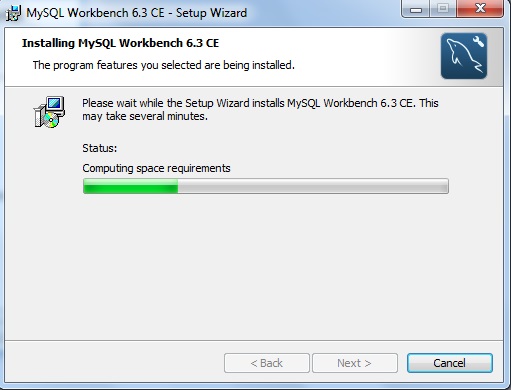 MySQL Workbench 6.3 CE - Setup Wizard
Installing MySQL Workbench 6.3 CE
The program features you selected are being installed.
Please wait while the Setup Wizard installs MySQL Workbench 6.3 CE. This
may take several minutes.
Status:
Computing space requirements
< Back
Next >
Cancel